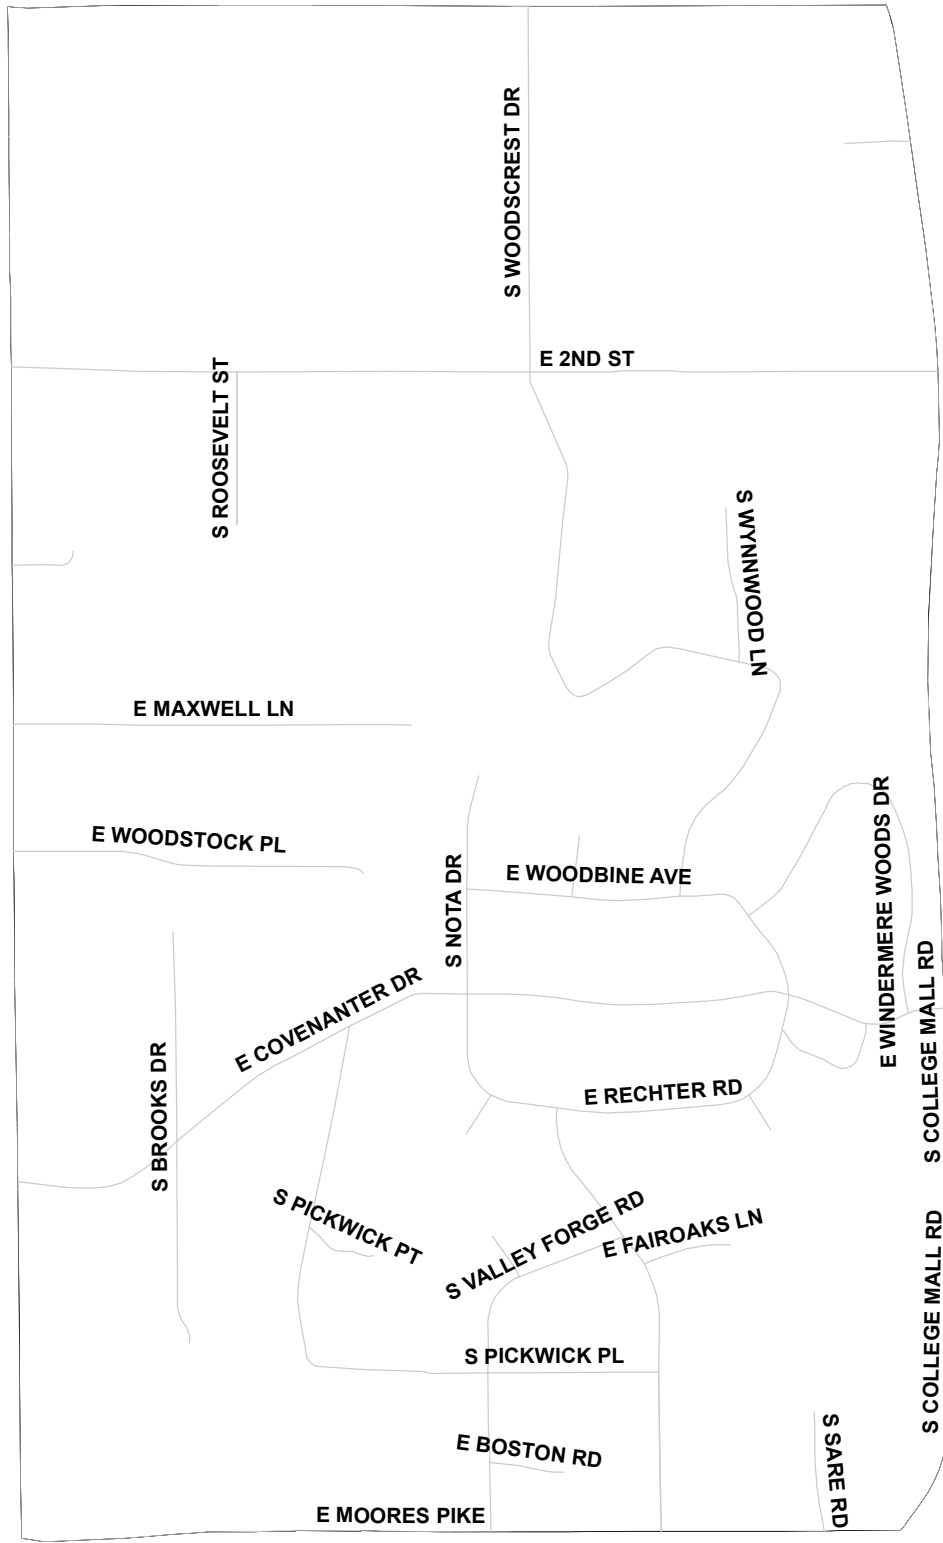 S WOODSCREST DR
E 2ND ST
S ROOSEVELT ST
S WYNNWOOD LN
E MAXWELL LN
E WOODSTOCK PL
S NOTA DR
E WOODBINE AVE
E WINDERMERE WOODS DR
S COLLEGE MALL RD
E COVENANTER DR
S BROOKS DR
E RECHTER RD
S PICKWICK PT
S VALLEY FORGE RD
E FAIROAKS LN
S COLLEGE MALL RD
S PICKWICK PL
E BOSTON RD
S SARE RD
E MOORES PIKE